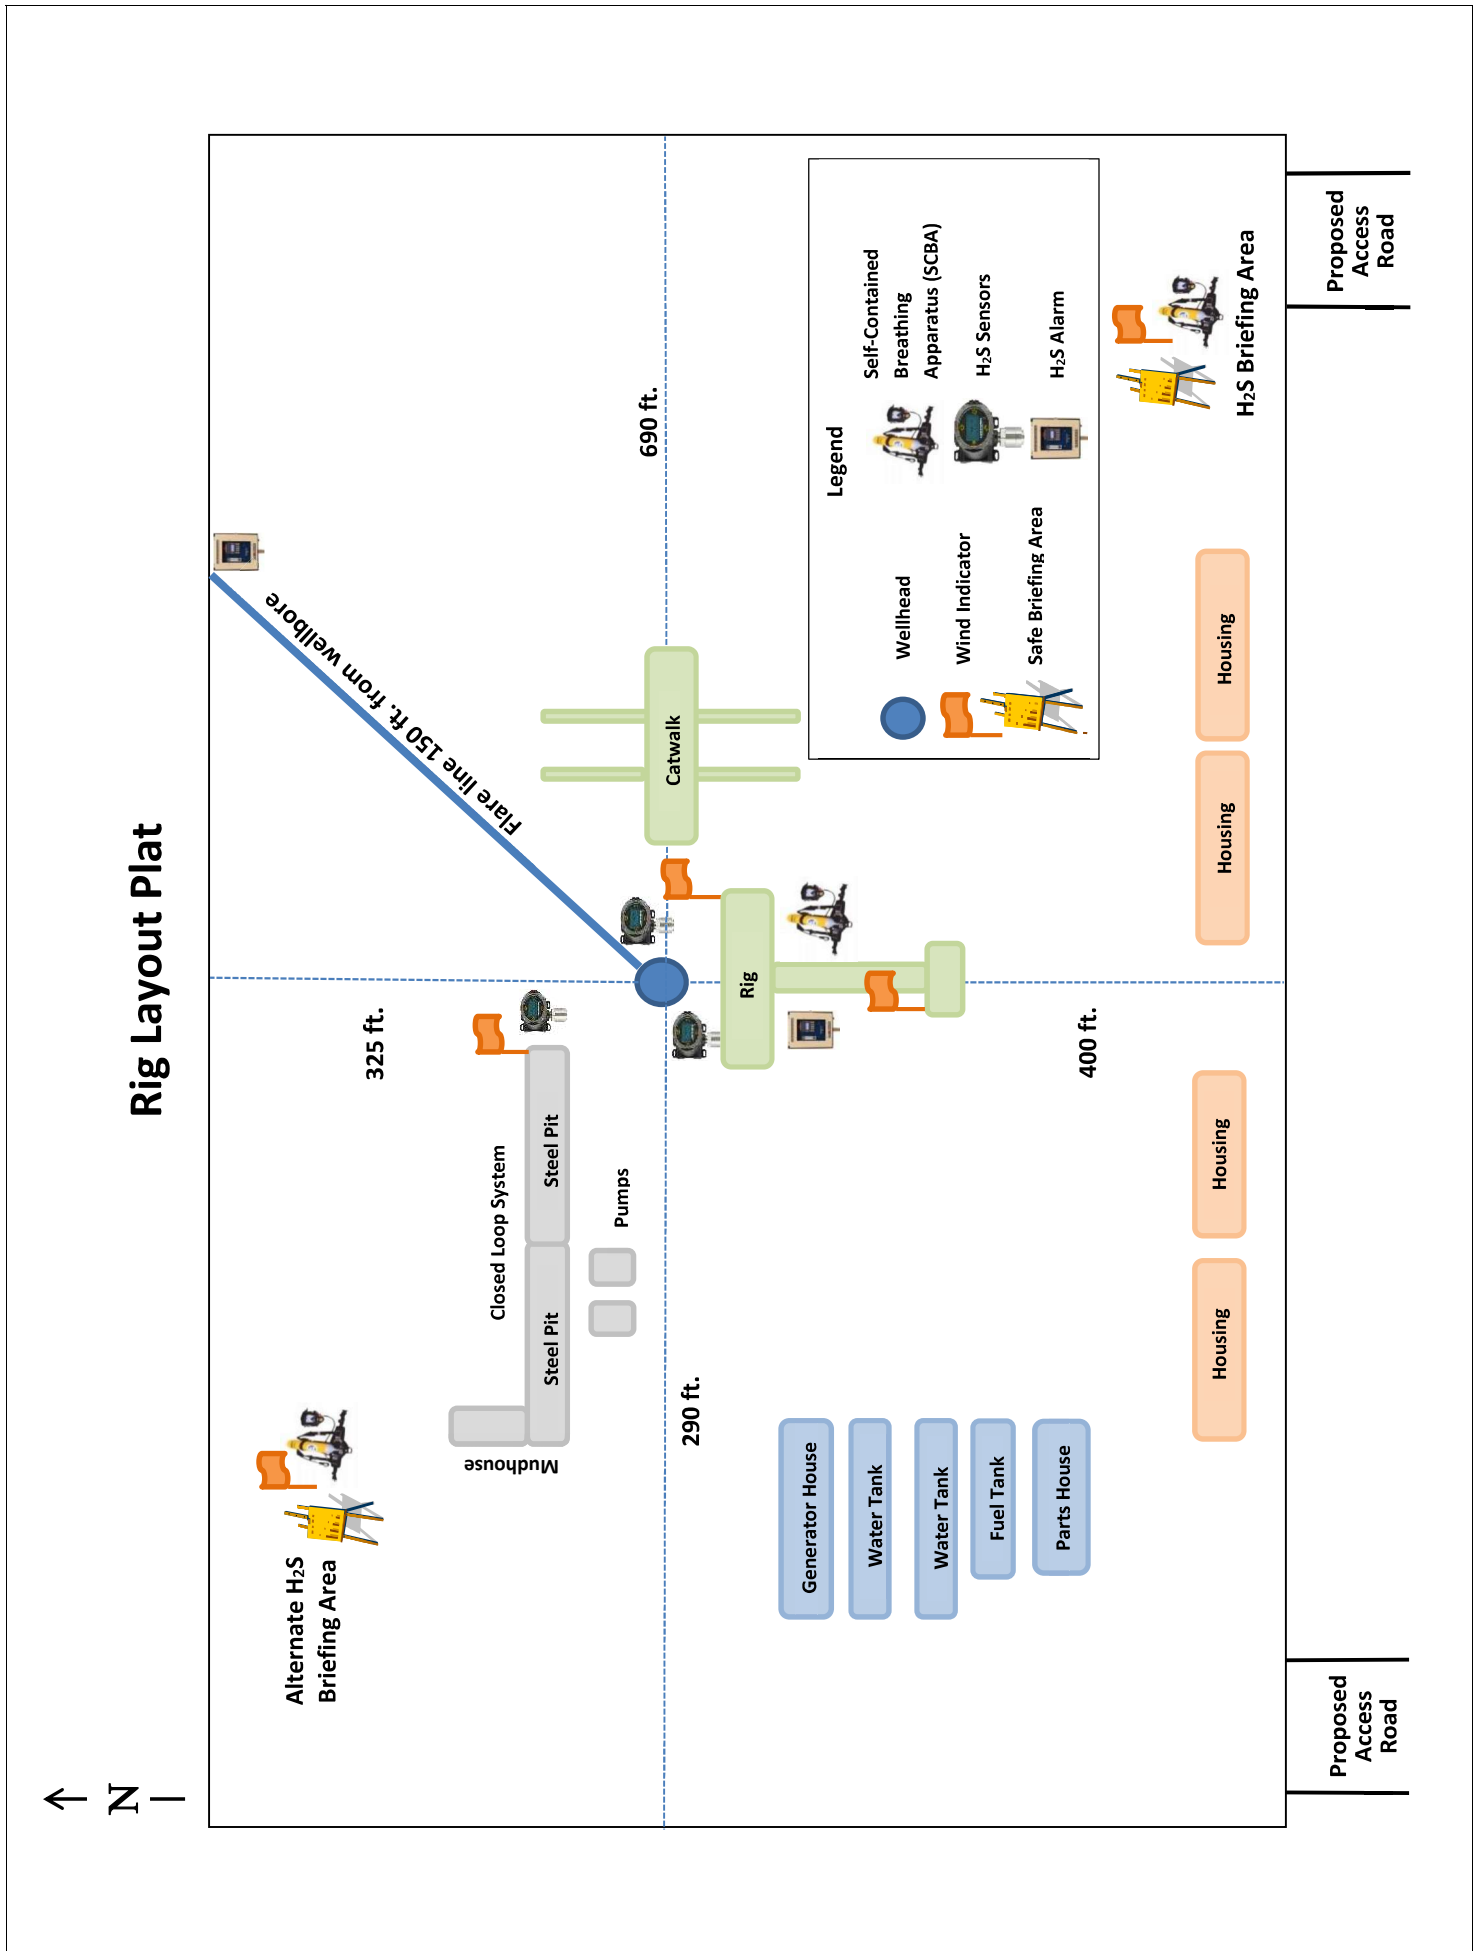 Rig Layout Plat
N
Alternate H₂S
Briefing Area
325 ft.
Flare line 150 ft. from wellbore
Closed Loop System
Mudhouse
Steel Pit
Steel Pit
Pumps
290 ft.
690 ft.
Catwalk
Rig
400 ft.
Generator House
Water Tank
Water Tank
Fuel Tank
Parts House
Legend
Wellhead
Wind Indicator
Safe Briefing Area
Self-Contained
Breathing
Apparatus (SCBA)
H₂S Sensors
H₂S Alarm
Housing
Housing
Housing
Housing
H₂S Briefing Area
Proposed
Access
Road
Proposed
Access
Road